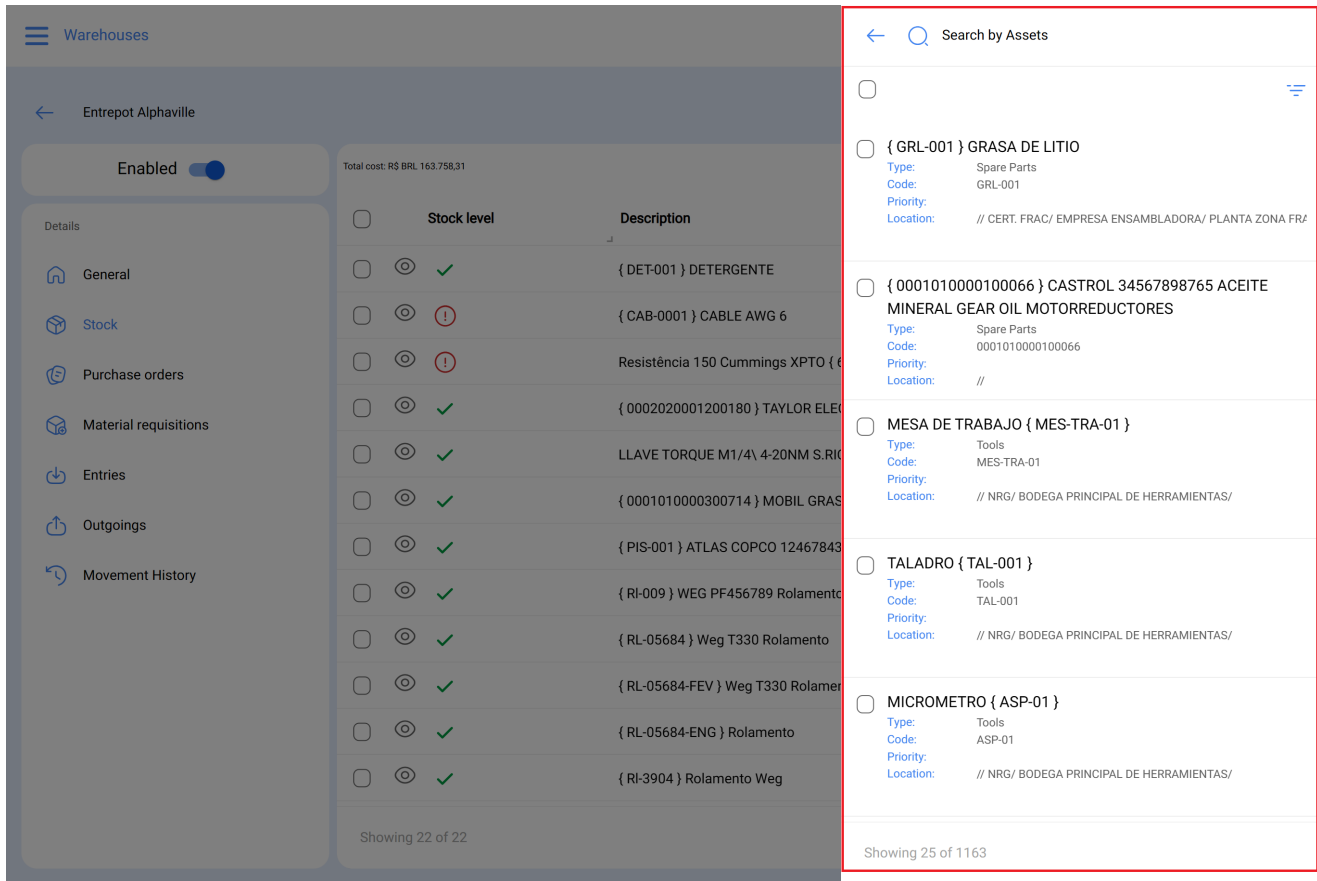 Warehouses
Entrepot Alphaville
Enabled
Details
General
Stock
Purchase orders
Material requisitions
Entries
Outgoings
Movement History
Total cost: R$ BRL 163.758,31
Stock level Description
{ DET-001 } DETERGENTE
{ CAB-0001 } CABLE AWG 6
Resistência 150 Cummings XPTO {
{ 0002020001200180 } TAYLOR
LLAVE TORQUE M1/4\ 4-20NM
{ 0001010000300714 } MOBIL
{ PIS-001 } ATLAS COPCO 12467843
{ RI-009 } WEG PF456789 Rolamento
{ RL-05684 } Weg T330 Rolamento
{ RL-05684-FEV } Weg T330
{ RL-05684-ENG } Rolamento
{ RI-3904 } Rolamento Weg
Showing 22 of 22
Search by Assets
{ GRL-001 } GRASA DE LITIO
Type: Spare Parts
Code: GRL-001
Priority:
Location: // CERT. FRAC/ EMPRESA ENSAMBLADORA/ PLANTA ZONA
{ 0001010000100066 } CASTROL 34567898765 ACEITE
MINERAL GEAR OIL MOTORREDUCTORES
Type: Spare Parts
Code: 0001010000100066
Priority:
Location: //
MESA DE TRABAJO { MES-TRA-01 }
Type: Tools
Code: MES-TRA-01
Priority:
Location: // NRG/ BODEGA PRINCIPAL DE HERRAMIENTAS/
TALADRO { TAL-001 }
Type: Tools
Code: TAL-001
Priority:
Location: // NRG/ BODEGA PRINCIPAL DE HERRAMIENTAS/
MICROMETRO { ASP-01 }
Type: Tools
Code: ASP-01
Priority:
Location: // NRG/ BODEGA PRINCIPAL DE HERRAMIENTAS/
Showing 25 of 1163